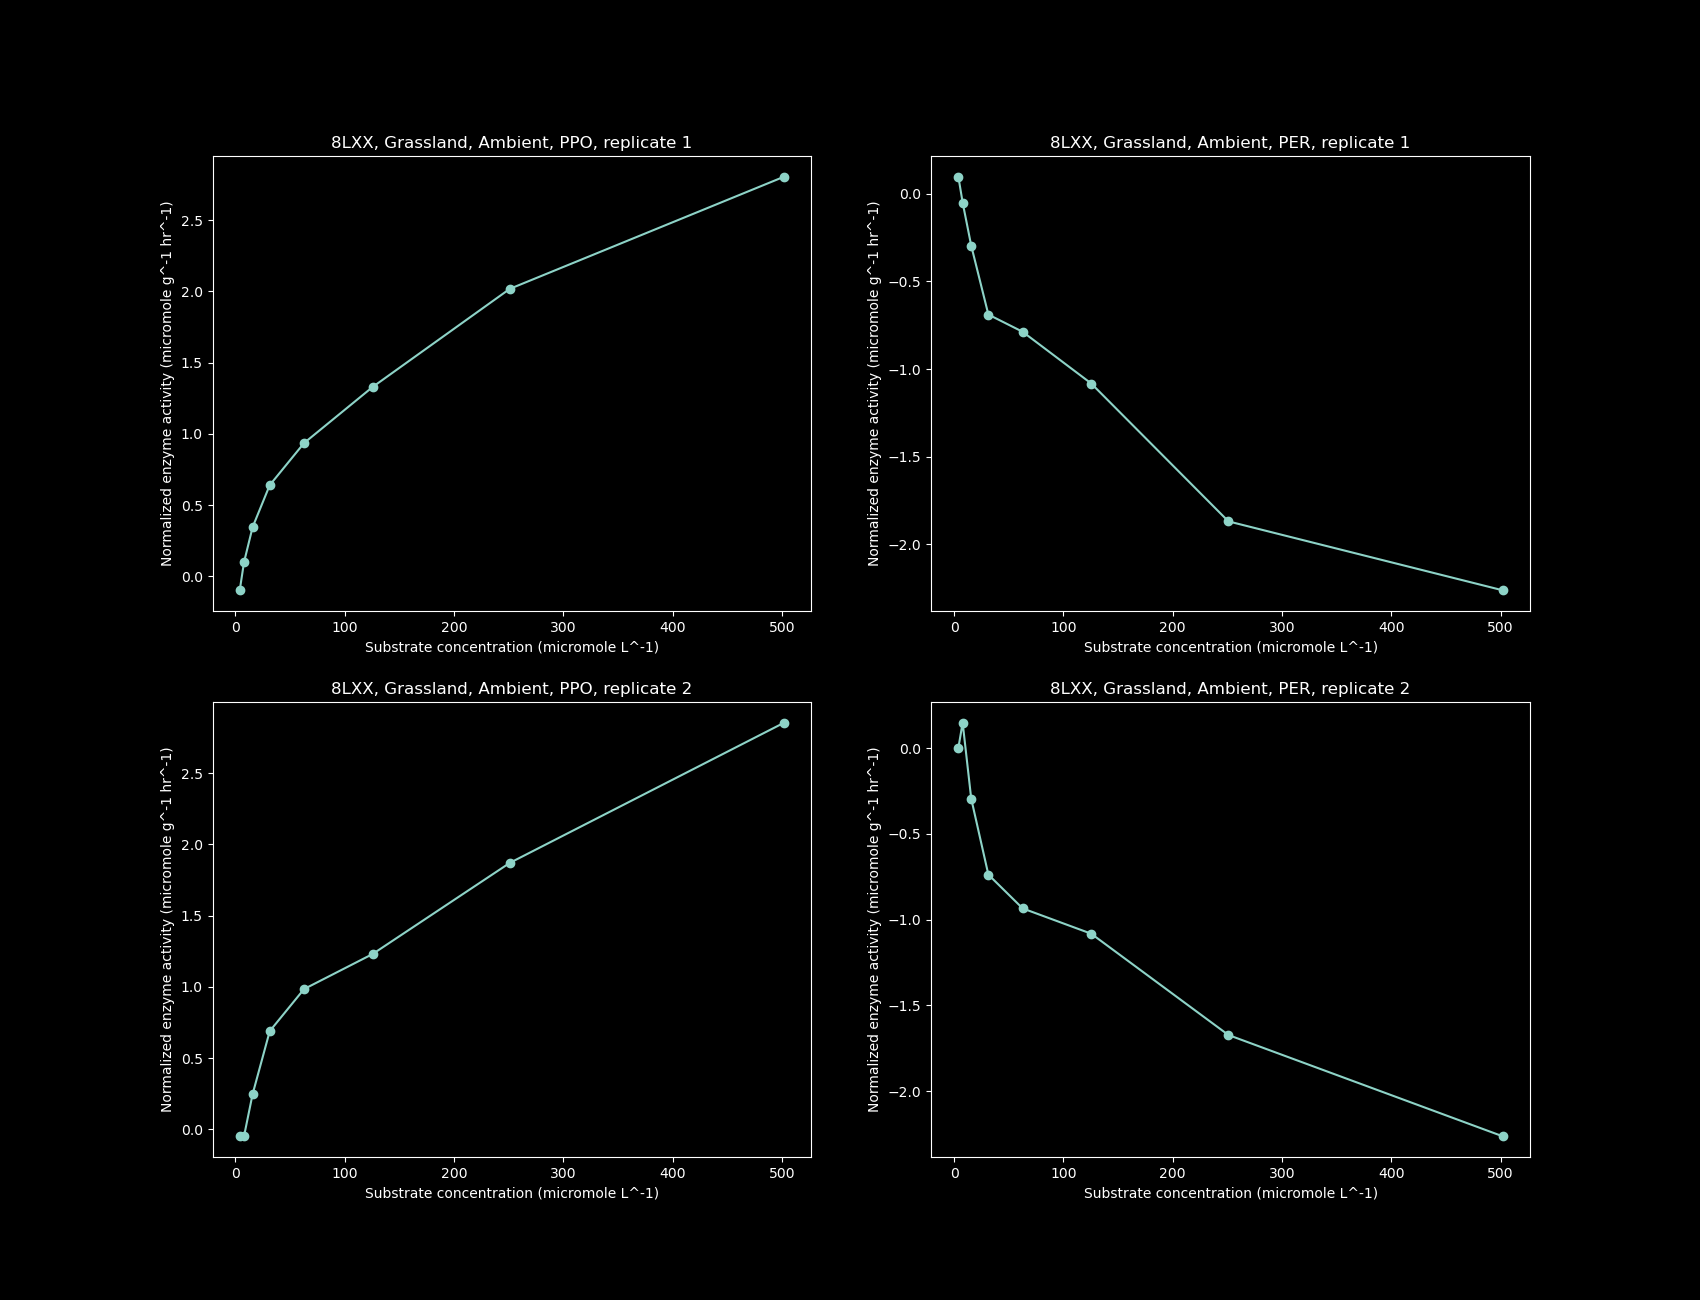 8LXX, Grassland, Ambient, PPO, replicate 1
Normalized enzyme activity (micromole g^-1 hr^-1)
2.5
2.0
1.5
1.0
0.5
0.0
0 100 200 300 400 500
Substrate concentration (micromole L^-1)
8LXX, Grassland, Ambient, PER, replicate 1
Normalized enzyme activity (micromole g^-1 hr^-1)
0.0
−0.5
−1.0
−1.5
−2.0
0 100 200 300 400 500
Substrate concentration (micromole L^-1)
8LXX, Grassland, Ambient, PPO, replicate 2
Normalized enzyme activity (micromole g^-1 hr^-1)
2.5
2.0
1.5
1.0
0.5
0.0
0 100 200 300 400 500
Substrate concentration (micromole L^-1)
8LXX, Grassland, Ambient, PER, replicate 2
Normalized enzyme activity (micromole g^-1 hr^-1)
0.0
−0.5
−1.0
−1.5
−2.0
0 100 200 300 400 500
Substrate concentration (micromole L^-1)